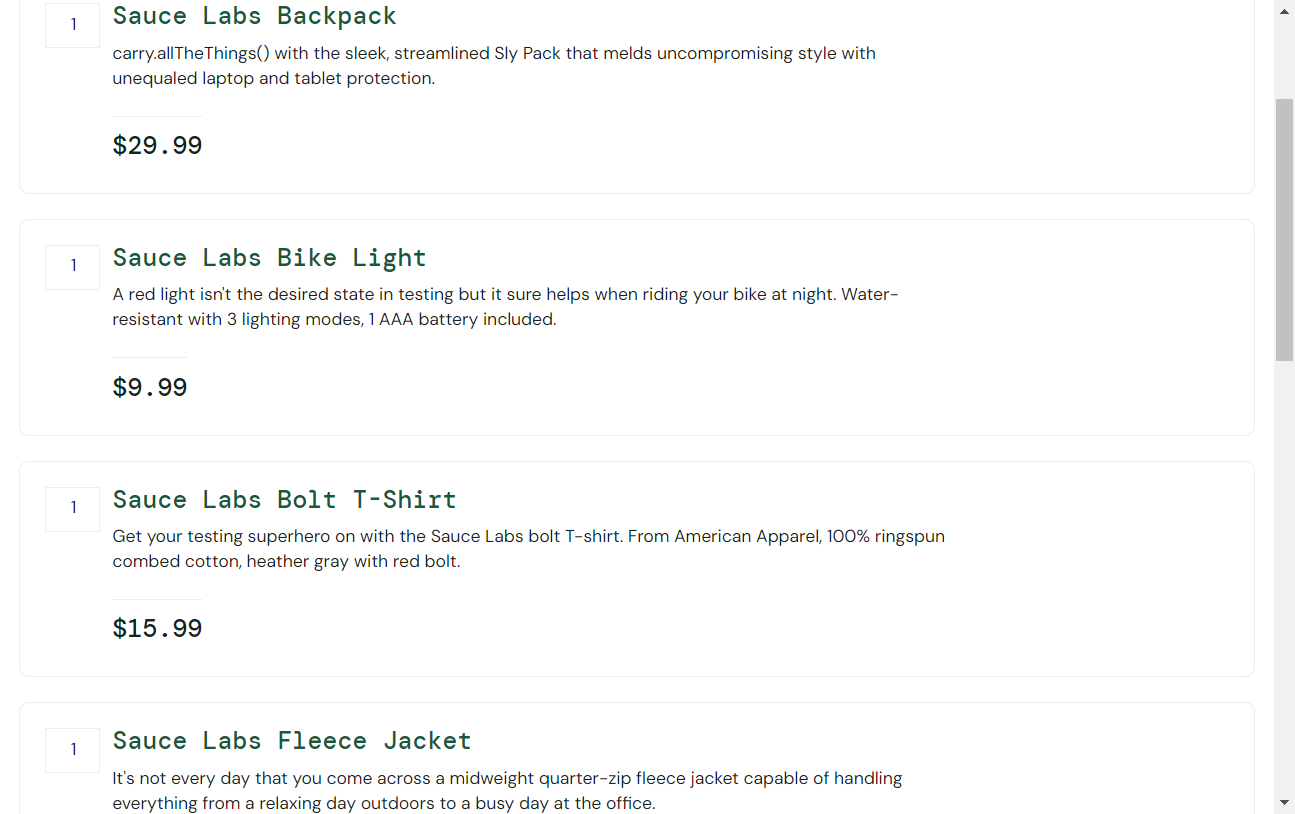 1
Sauce Labs Backpack
carry.allTheThings() with the sleek, streamlined Sly Pack that melds uncompromising style with
unequaled laptop and tablet protection.
$29.99
1
Sauce Labs Bike Light
A red light isn't the desired state in testing but it sure helps when riding your bike at night. Water-
resistant with 3 lighting modes, 1 AAA battery included.
$9.99
1
Sauce Labs Bolt T-Shirt
Get your testing superhero on with the Sauce Labs bolt T-shirt. From American Apparel, 100% ringspun
combed cotton, heather gray with red bolt.
$15.99
1
Sauce Labs Fleece Jacket
It's not every day that you come across a midweight quarter-zip fleece jacket capable of handling
everything from a relaxing day outdoors to a busy day at the office.